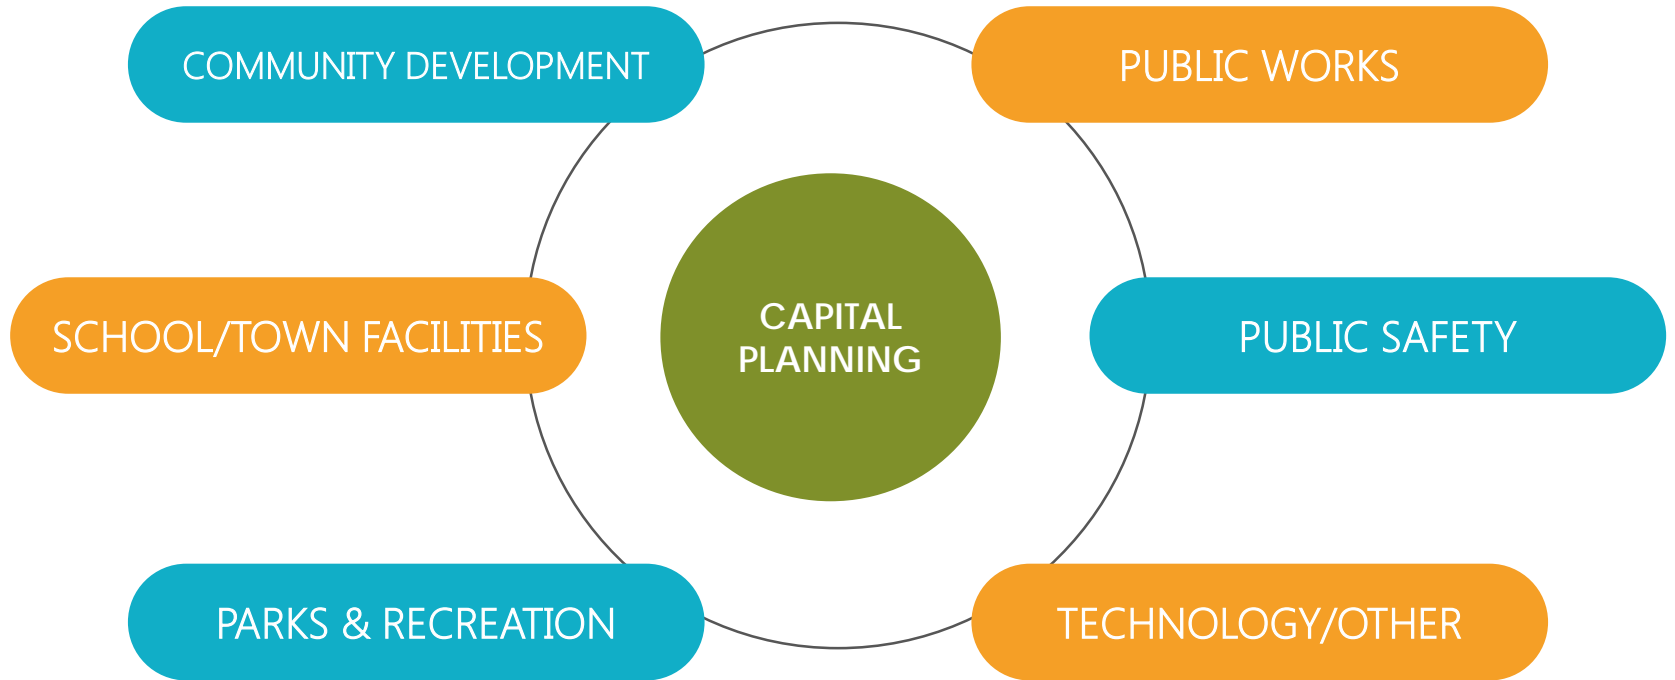 COMMUNITY DEVELOPMENT
PUBLIC WORKS
SCHOOL/TOWN FACILITIES
CAPITAL
PLANNING
PUBLIC SAFETY
PARKS & RECREATION
TECHNOLOGY/OTHER